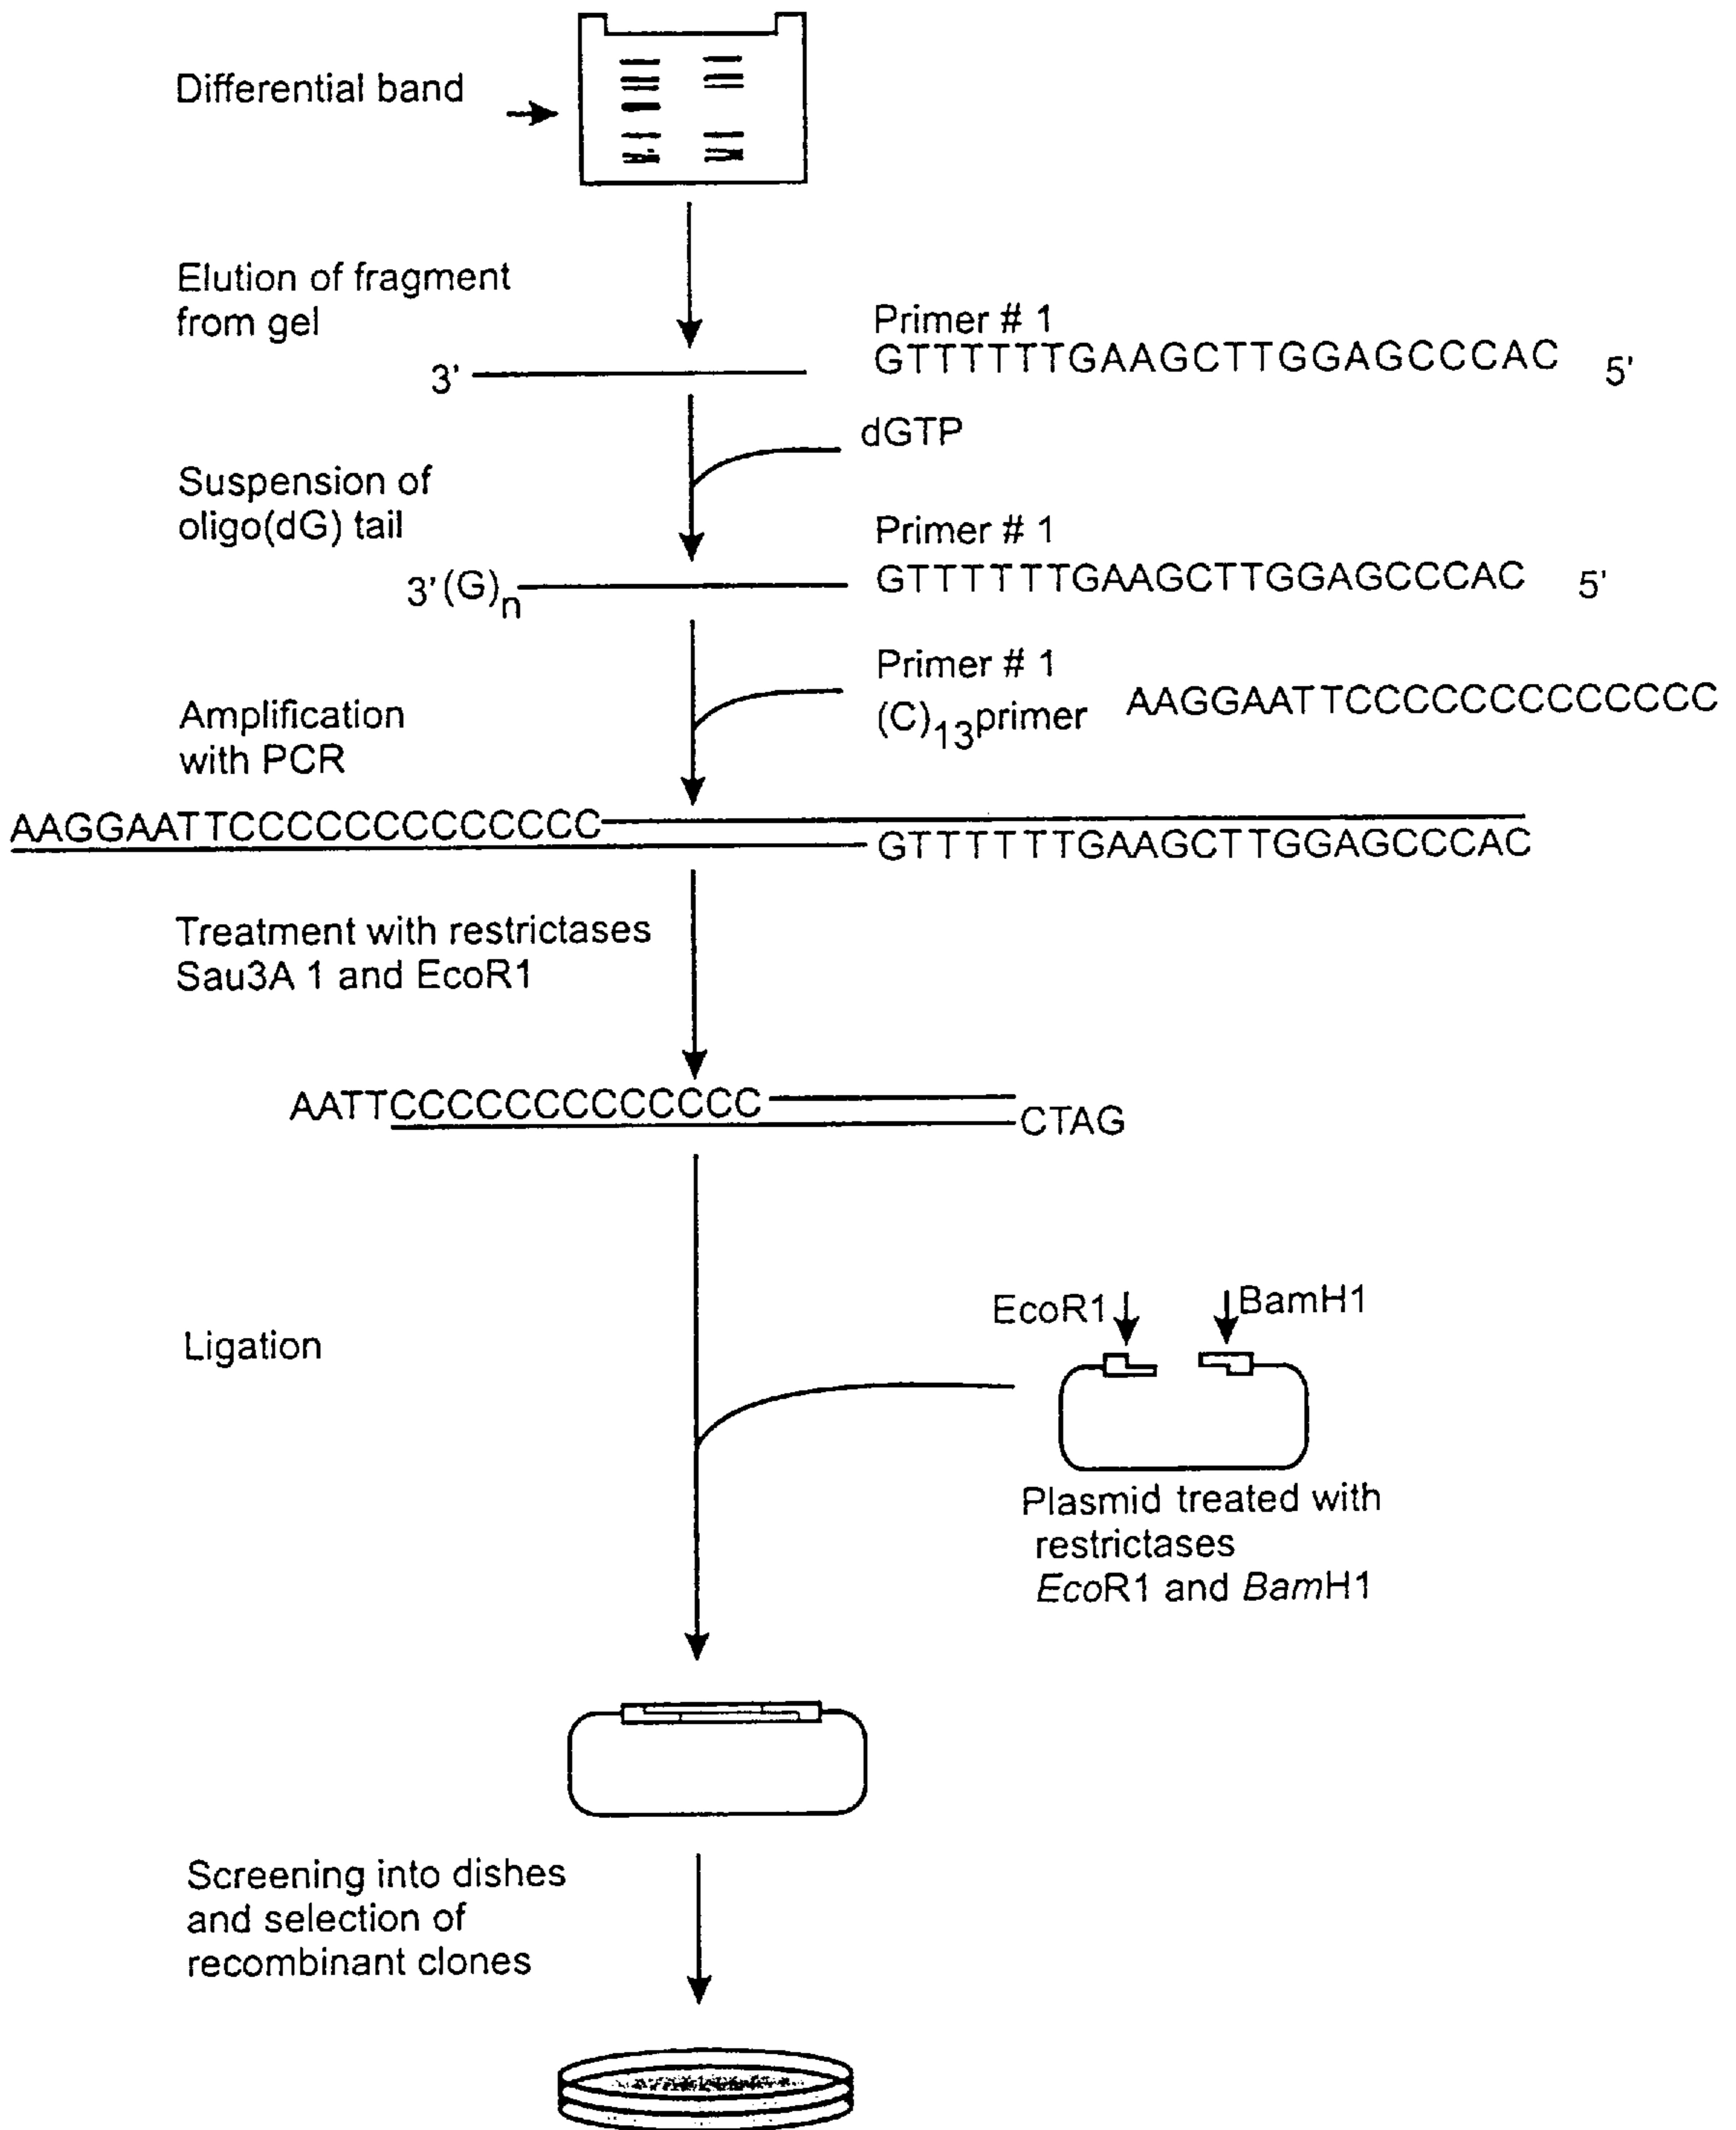 Differential band
Elution of fragment
from gel
Primer # 1
3' GTTTTTTGAAGCTTGGAGCCCAC 5'
dGTP
Suspension of
oligo(dG) tail
Primer # 1
3' (G)n GTTTTTTGAAGCTTGGAGCCCAC 5'
Primer # 1
(C)13primer AAGGAATTCCCCCCCCCCCCC
Amplification
with PCR
AAGGAATTCCCCCCCCCCCCC
GTTTTTTGAAGCTTGGAGCCCAC
Treatment with restrictases
Sau3A 1 and EcoR1
AATTCCCCCCCCCCCCC
CTAG
EcoR1 BamH1
Ligation
Plasmid treated with
restrictases
EcoR1 and BamH1
Screening into dishes
and selection of
recombinant clones